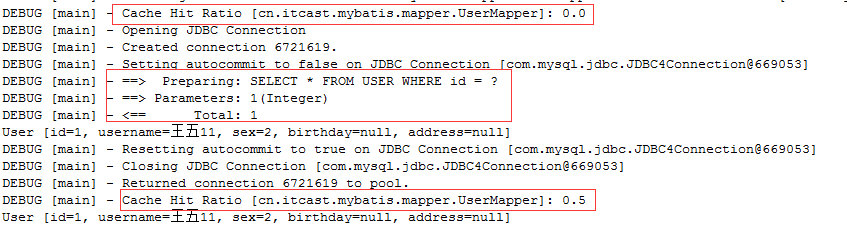 DEBUG [main] - Cache Hit Ratio [cn.itcast.mybatis.mapper.UserMapper]: 0.0
DEBUG [main] - Opening JDBC Connection
DEBUG [main] - Created connection 6721619.
DEBUG [main] - Setting autocommit to false on JDBC Connection [com.mysql.jdbc.JDBC4Connection@669053]
DEBUG [main] - ==>  Preparing: SELECT * FROM USER WHERE id = ?
DEBUG [main] - ==> Parameters: 1(Integer)
DEBUG [main] - <==      Total: 1
User [id=1, username=王五11, sex=2, birthday=null, address=null]
DEBUG [main] - Resetting autocommit to true on JDBC Connection [com.mysql.jdbc.JDBC4Connection@669053]
DEBUG [main] - Closing JDBC Connection [com.mysql.jdbc.JDBC4Connection@669053]
DEBUG [main] - Returned connection 6721619 to pool.
DEBUG [main] - Cache Hit Ratio [cn.itcast.mybatis.mapper.UserMapper]: 0.5
User [id=1, username=王五11, sex=2, birthday=null, address=null]